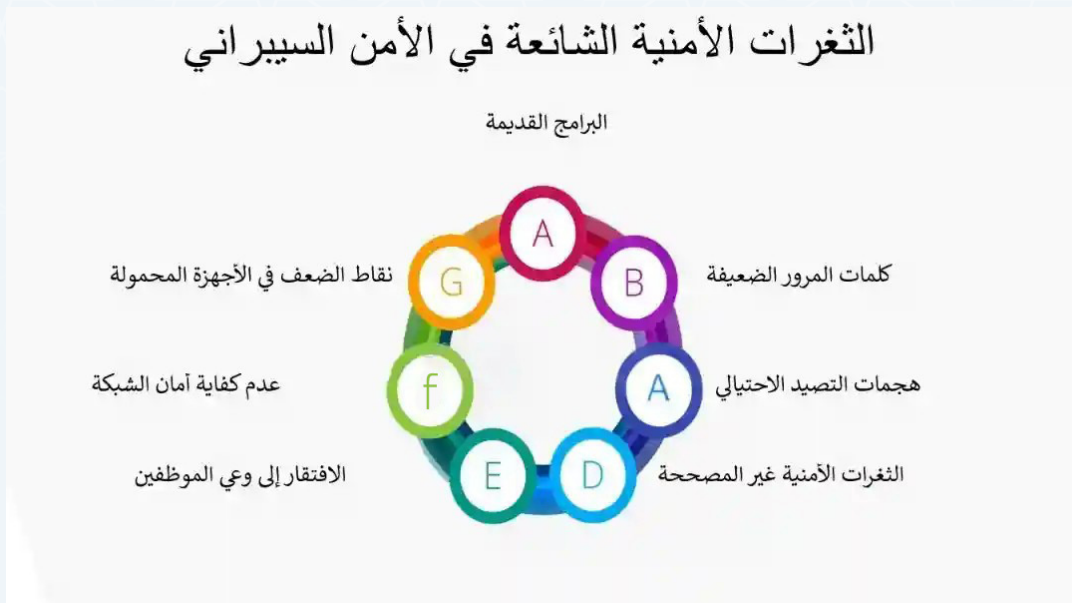 الثغرات الأمنية الشائعة في الأمن السيبراني
البرامج القديمة
A
B
كلمات المرور الضعيفة
A
هجمات التصيد الاحتيالي
D
الثغرات الأمنية غير المصححة
E
الافتقار إلى وعي الموظفين
f
عدم كفاية أمان الشبكة
G
نقاط الضعف في الأجهزة المحمولة